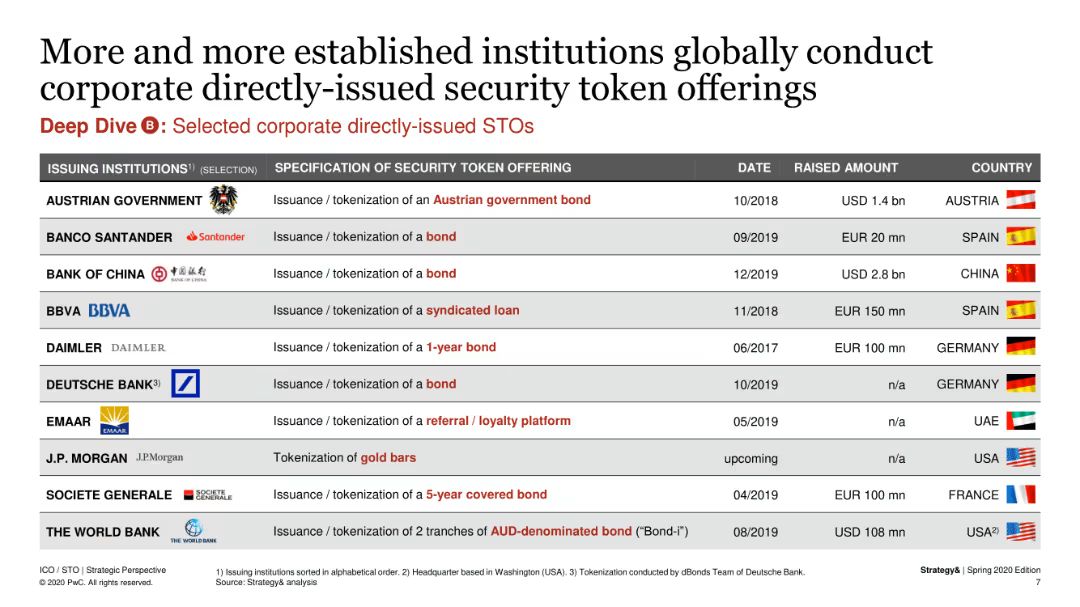 More and more established institutions globally conduct
corporate directly-issued security token offerings
Deep Dive B: Selected corporate directly-issued STOs
ISSUING INSTITUTIONS1) (SELECTION) SPECIFICATION OF SECURITY TOKEN OFFERING DATE RAISED AMOUNT COUNTRY
AUSTRIAN GOVERNMENT Issuance / tokenization of an Austrian government bond 10/2018 USD 1.4 bn AUSTRIA
BANCO SANTANDER Santander Issuance / tokenization of a bond 09/2019 EUR 20 mn SPAIN
BANK OF CHINA 中国银行 BANK OF CHINA Issuance / tokenization of a bond 12/2019 USD 2.8 bn CHINA
BBVA BBVA Issuance / tokenization of a syndicated loan 11/2018 EUR 150 mn SPAIN
DAIMLER DAIMLER Issuance / tokenization of a 1-year bond 06/2017 EUR 100 mn GERMANY
DEUTSCHE BANK3) Issuance / tokenization of a bond 10/2019 n/a GERMANY
EMAAR EMAAR Issuance / tokenization of a referral / loyalty platform 05/2019 n/a UAE
J.P. MORGAN J.P.Morgan Tokenization of gold bars upcoming n/a USA
SOCIETE GENERALE SOCIETE GENERALE Issuance / tokenization of a 5-year covered bond 04/2019 EUR 100 mn FRANCE
THE WORLD BANK THE WORLD BANK Issuance / tokenization of 2 tranches of AUD-denominated bond (“Bond-i”) 08/2019 USD 108 mn USA2)
ICO / STO | Strategic Perspective
© 2020 PwC. All rights reserved.
1) Issuing institutions sorted in alphabetical order. 2) Headquarter based in Washington (USA). 3) Tokenization conducted by dBonds Team of Deutsche Bank.
Source: Strategy& analysis
Strategy& | Spring 2020 Edition
7